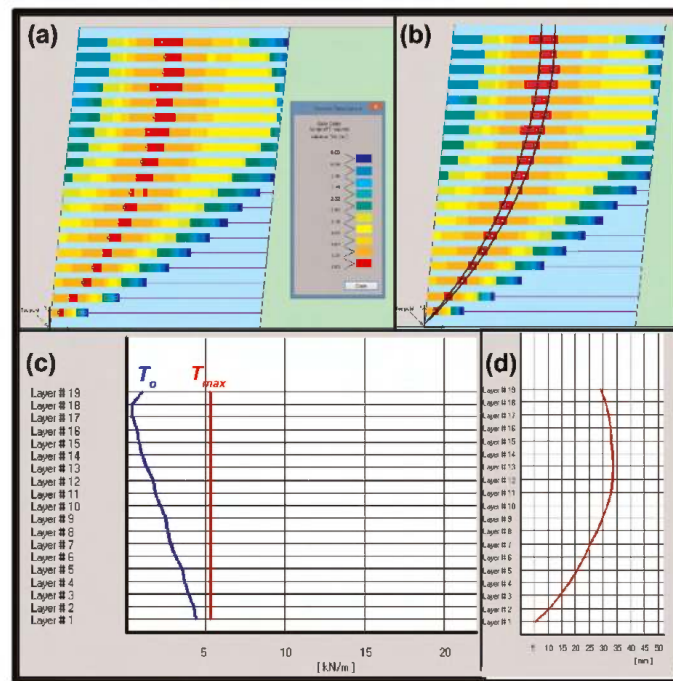 (a)
(b)
Close
(c)
T_o
T_max
Layer # 19
Layer # 18
Layer # 17
Layer # 16
Layer # 15
Layer # 14
Layer # 13
Layer # 12
Layer # 11
Layer # 10
Layer # 9
Layer # 8
Layer # 7
Layer # 6
Layer # 5
Layer # 4
Layer # 3
Layer # 2
Layer # 1
5
10
15
20
[ kN/m ]
(d)
Layer # 19
Layer # 18
Layer # 17
Layer # 16
Layer # 15
Layer # 14
Layer # 13
Layer # 12
Layer # 11
Layer # 10
Layer # 9
Layer # 8
Layer # 7
Layer # 6
Layer # 5
Layer # 4
Layer # 3
Layer # 2
Layer # 1
10 15 20 25 30 35 40 45 50
[ mm ]